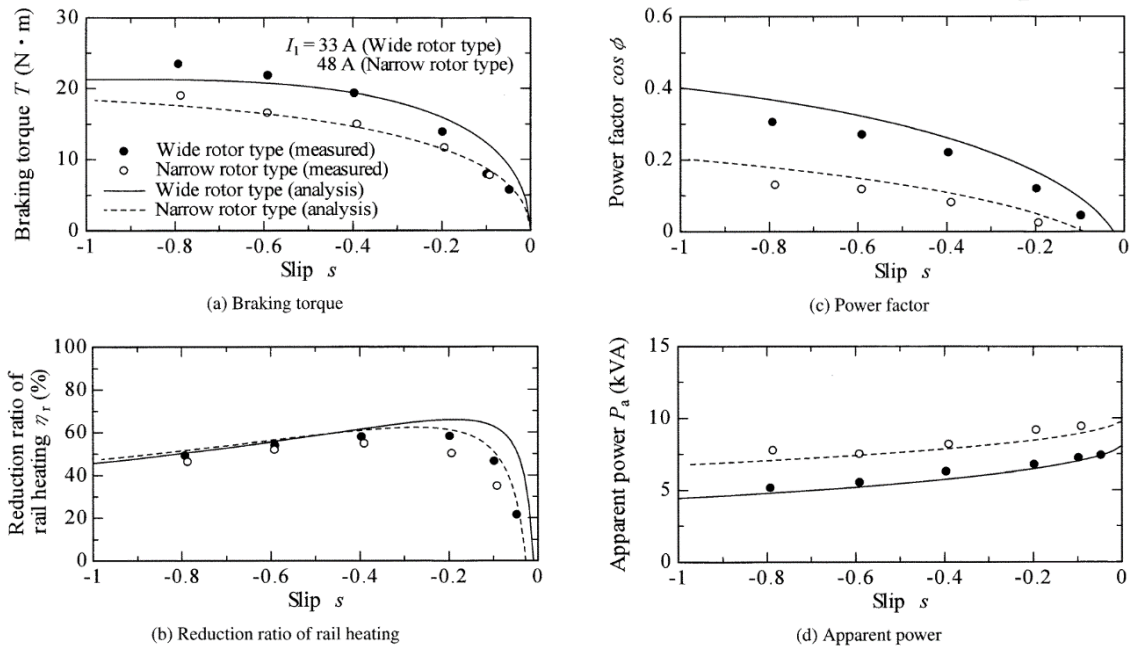 30
20
10
0
-1
-0.8
-0.6
-0.4
-0.2
0
Braking torque T (N・m)
I1 = 33 A (Wide rotor type)
48 A (Narrow rotor type)
Wide rotor type (measured)
Narrow rotor type (measured)
Wide rotor type (analysis)
Narrow rotor type (analysis)
Slip s
(a) Braking torque
0.6
0.4
0.2
0
-1
-0.8
-0.6
-0.4
-0.2
0
Power factor cos ϕ
Slip s
(c) Power factor
100
80
60
40
20
0
-1
-0.8
-0.6
-0.4
-0.2
0
Reduction ratio of
rail heating ηr (%)
Slip s
(b) Reduction ratio of rail heating
15
10
5
0
-1
-0.8
-0.6
-0.4
-0.2
0
Apparent power Pa (kVA)
Slip s
(d) Apparent power